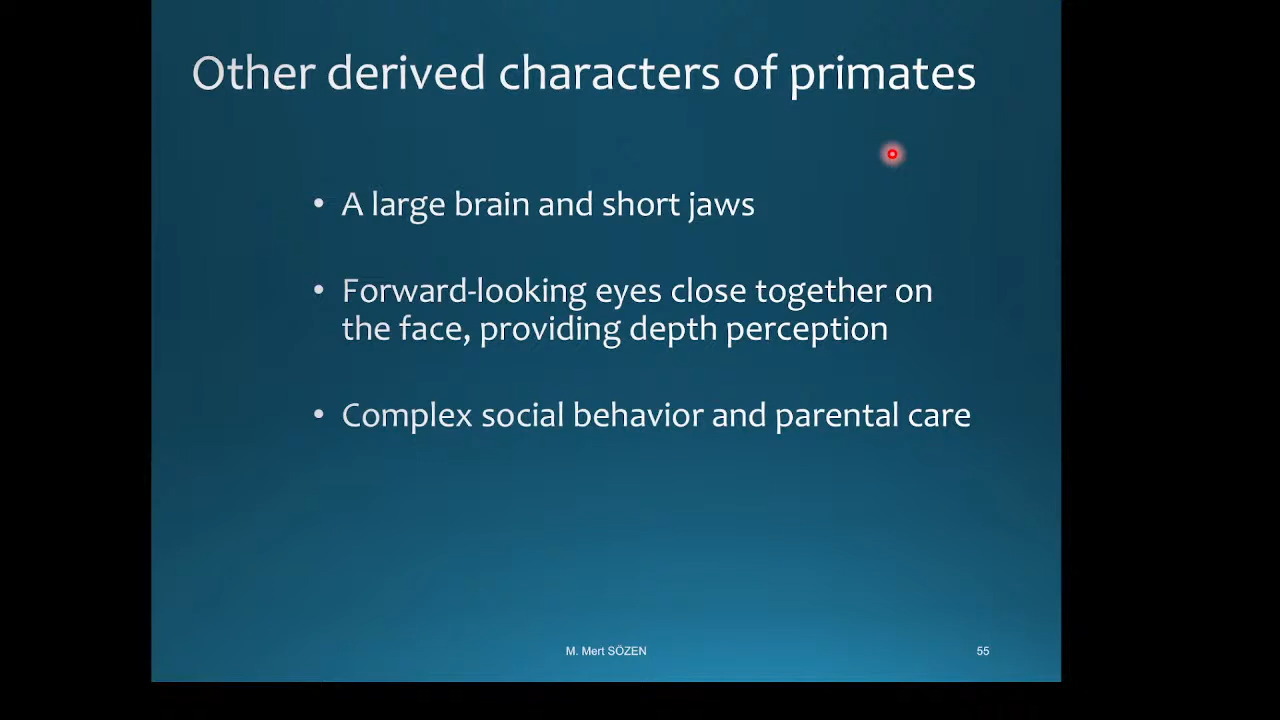 Other derived characters of primates
• A large brain and short jaws
• Forward-looking eyes close together on
the face, providing depth perception
• Complex social behavior and parental care
M. Mert SÖZEN
55